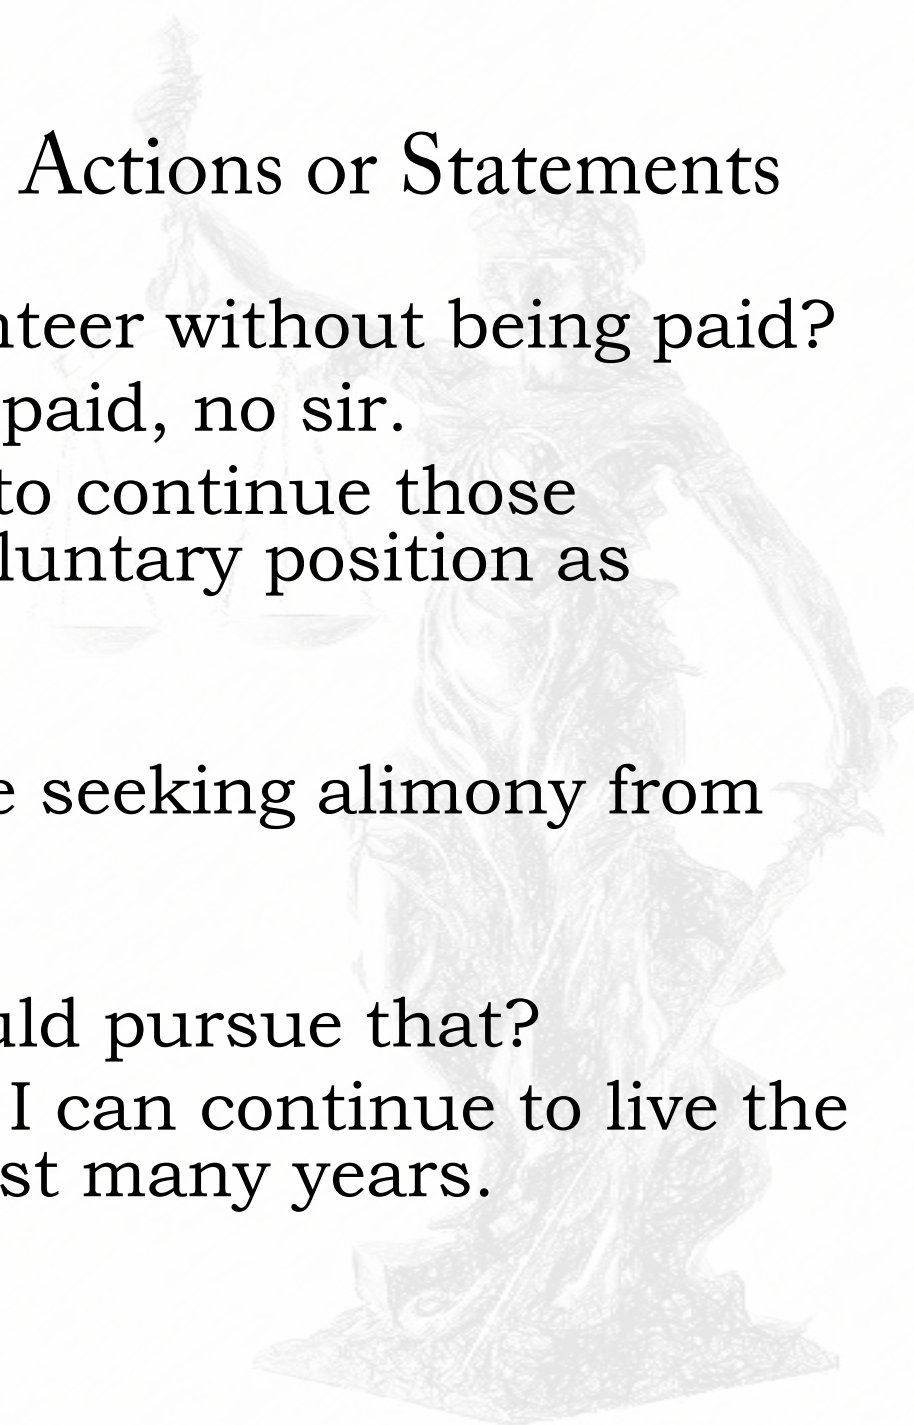 Actions or Statements
nteer without being paid?
paid, no sir.
to continue those
luntary position as
e seeking alimony from
uld pursue that?
I can continue to live the
st many years.